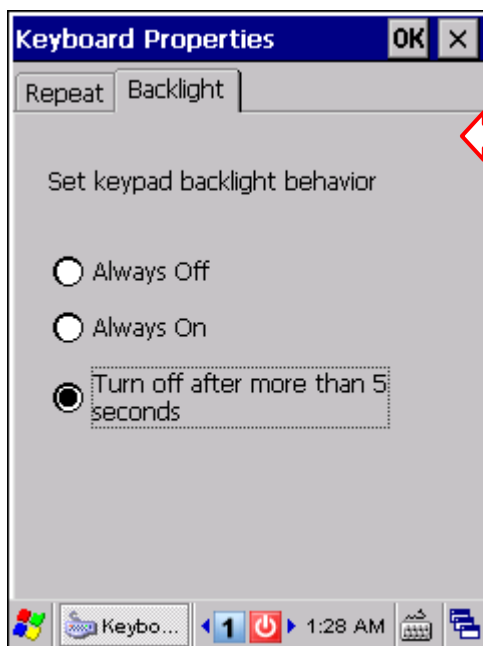 Keyboard Properties OK ×
Repeat Backlight
Set keypad backlight behavior
Always Off
Always On
Turn off after more than 5
seconds
Keybo... 1 1:28 AM